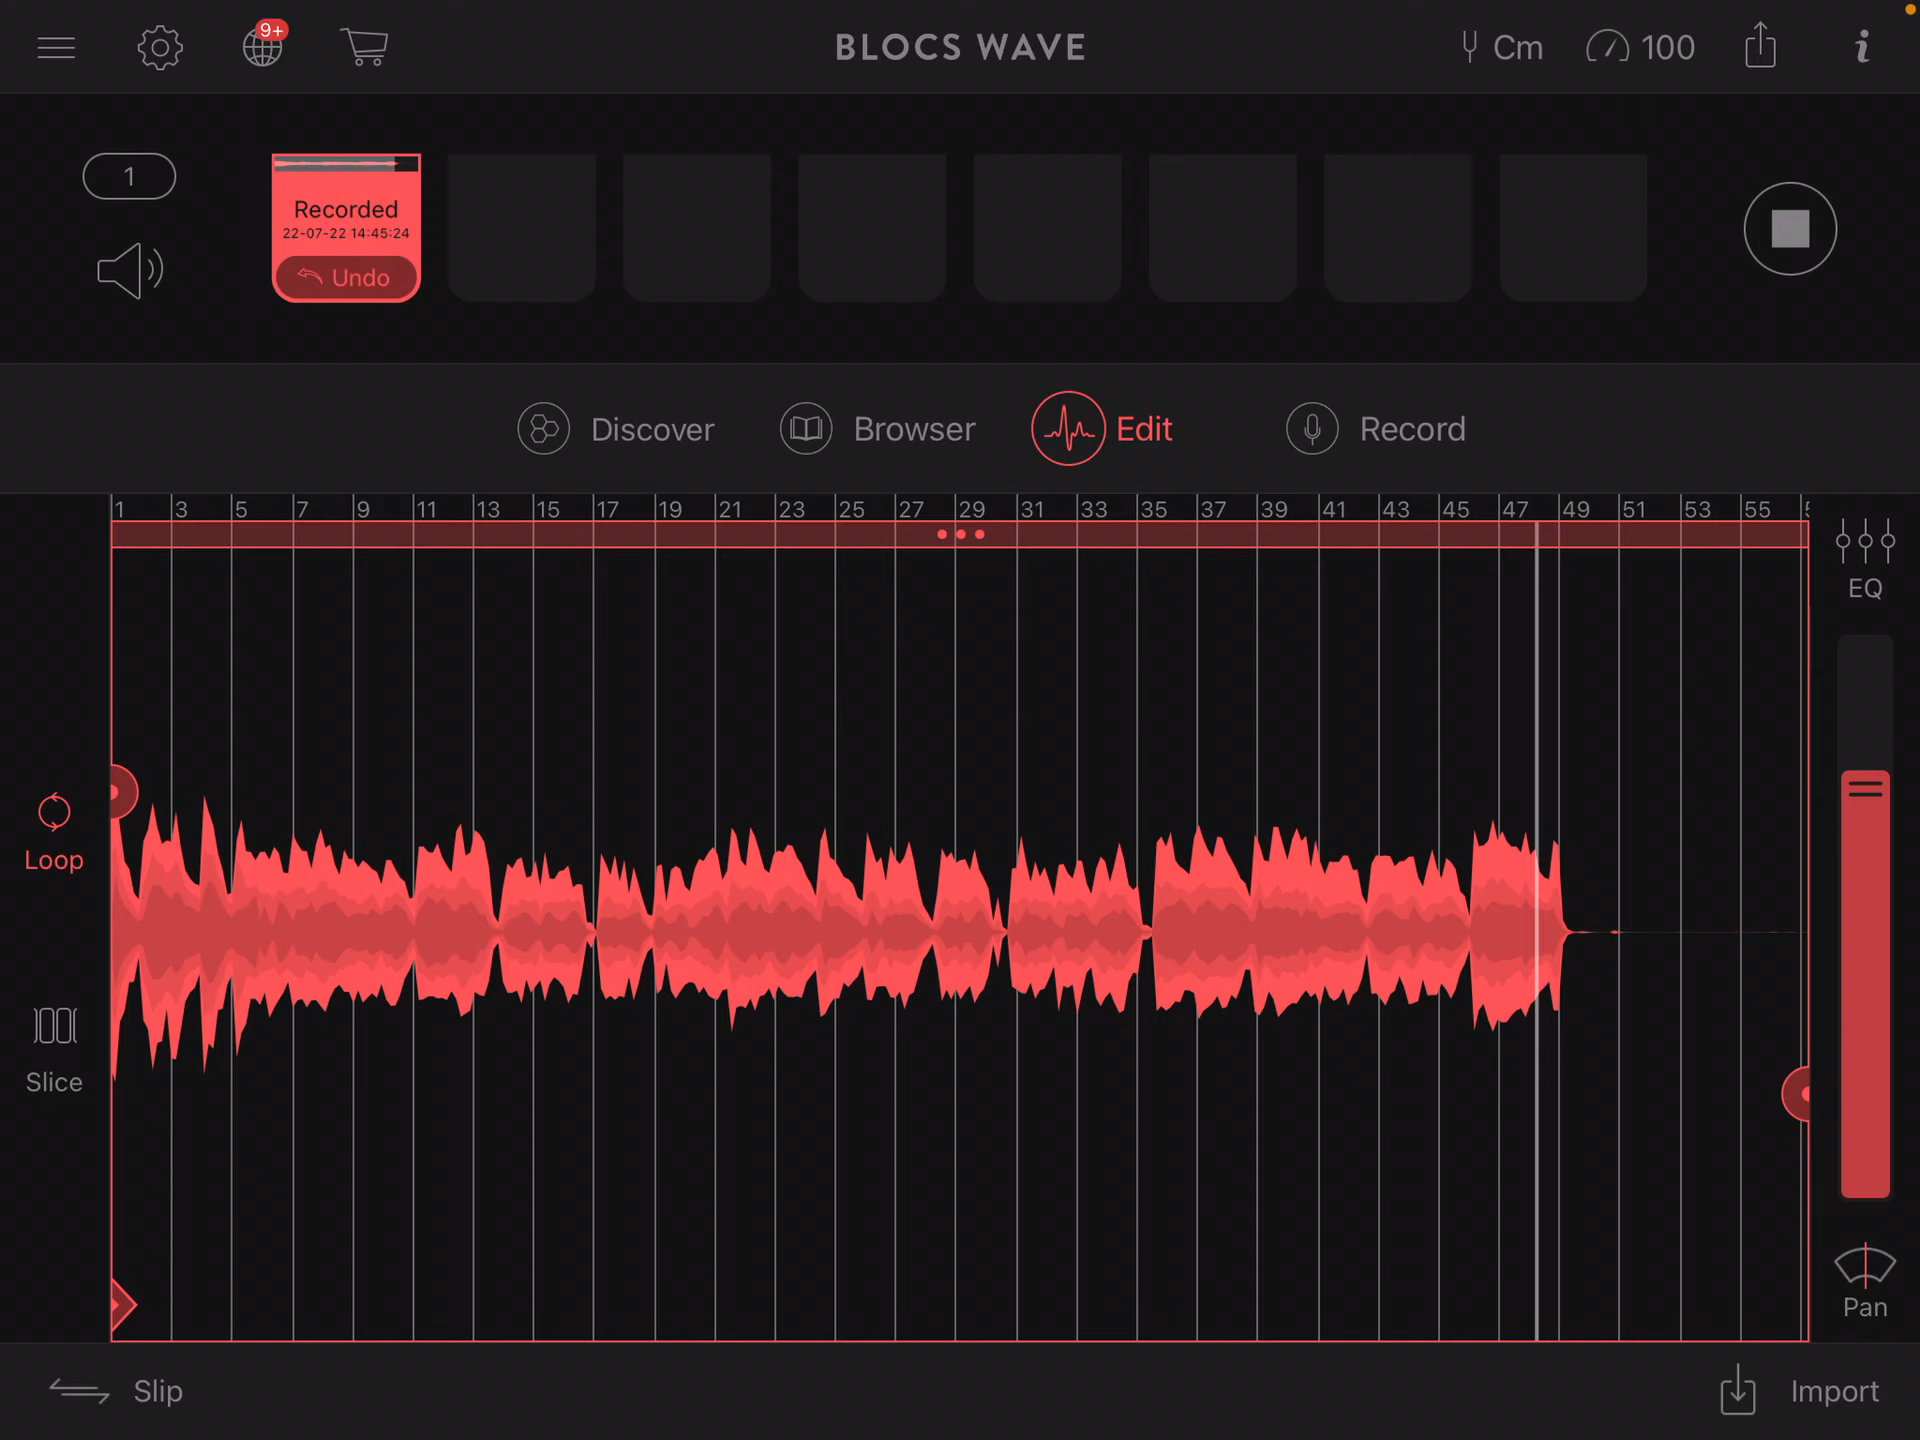 9+
BLOCS WAVE
Cm
100
1
Recorded
22-07-22 14:45:24
Undo
Discover
Browser
Edit
Record
1 3 5 7 9 11 13 15 17 19 21 23 25 27 29 31 33 35 37 39 41 43 45 47 49 51 53 55
EQ
Loop
Slice
Pan
Slip
Import